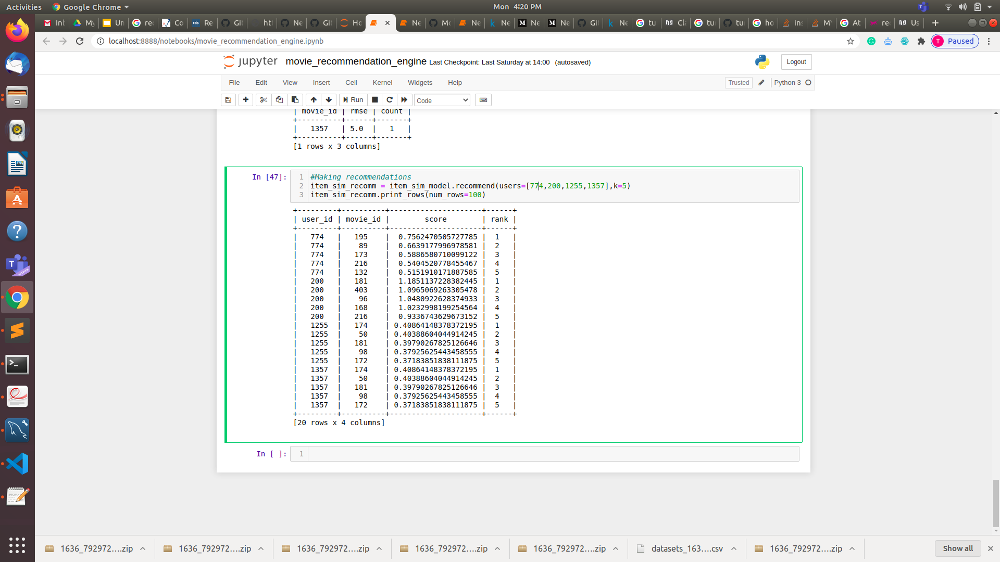 Activities Google Chrome Mon 4:20 PM
Int My Un rec Co tds Re Git htt Ne Git Ho Ne Mo Ne Ne Ne Ne Git Ne tu Cl tu tu ho ins M At re Us
localhost:8888/notebooks/movie_recommendation_engine.ipynb T Paused
jupyter movie_recommendation_engine Last Checkpoint: Last Saturday at 14:00 (autosaved) Logout
File Edit View Insert Cell Kernel Widgets Help Trusted Python 3
Run Code
| movie_id | rmse | count |
+----------+------+-------+
| 1357 | 5.0 | 1 |
+----------+------+-------+
[1 rows x 3 columns]
In [47]: 1 #Making recommendations
2 item_sim_recomm = item_sim_model.recommend(users=[774,200,1255,1357],k=5)
3 item_sim_recomm.print_rows(num_rows=100)
+---------+----------+---------------------+------+
| user_id | movie_id | score | rank |
+---------+----------+---------------------+------+
| 774 | 195 | 0.7562470505727785 | 1 |
| 774 | 89 | 0.6639177996978581 | 2 |
| 774 | 173 | 0.5886580710099122 | 3 |
| 774 | 216 | 0.5404520778455467 | 4 |
| 774 | 132 | 0.5151910171887585 | 5 |
| 200 | 181 | 1.1851137228382445 | 1 |
| 200 | 403 | 1.0965069263305478 | 2 |
| 200 | 96 | 1.0480922628374933 | 3 |
| 200 | 168 | 1.0232998199254564 | 4 |
| 200 | 216 | 0.9336743629673152 | 5 |
| 1255 | 174 | 0.40864148378372195 | 1 |
| 1255 | 50 | 0.40388604044914245 | 2 |
| 1255 | 181 | 0.39790267825126646 | 3 |
| 1255 | 98 | 0.37925625443458555 | 4 |
| 1255 | 172 | 0.37183851838111875 | 5 |
| 1357 | 174 | 0.40864148378372195 | 1 |
| 1357 | 50 | 0.40388604044914245 | 2 |
| 1357 | 181 | 0.39790267825126646 | 3 |
| 1357 | 98 | 0.37925625443458555 | 4 |
| 1357 | 172 | 0.37183851838111875 | 5 |
+---------+----------+---------------------+------+
[20 rows x 4 columns]
In [ ]: 1
1636_792972....zip 1636_792972....zip 1636_792972....zip 1636_792972....zip 1636_792972....zip datasets_163....csv 1636_792972....zip Show all